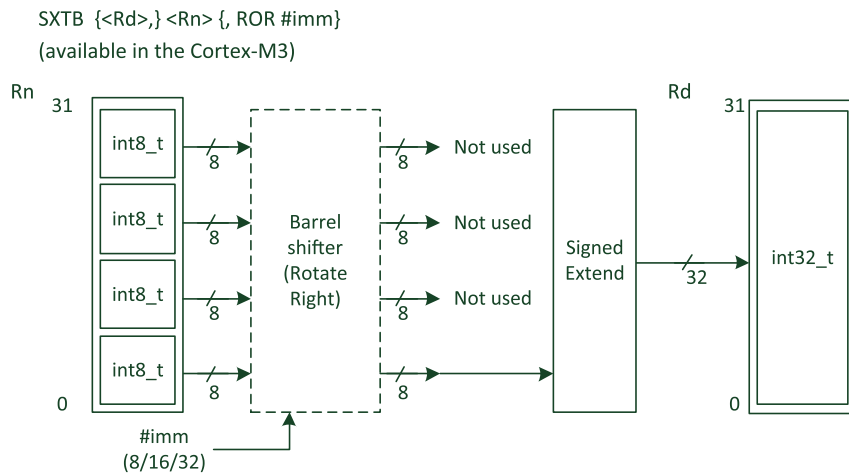 SXTB {<Rd>,} <Rn> {, ROR #imm}
(available in the Cortex-M3)
Rn
31
int8_t
8
Not used
int8_t
8
8
Not used
int8_t
8
8
Not used
int8_t
8
8
8
0
Barrel
shifter
(Rotate
Right)
#imm
(8/16/32)
Signed
Extend
32
Rd
31
int32_t
0